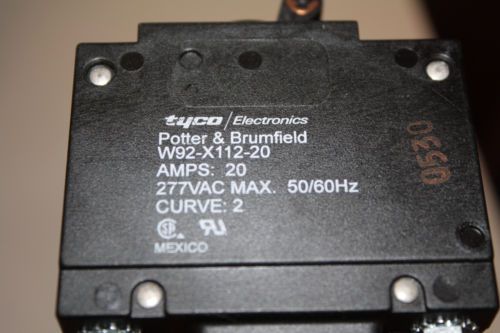 tyco / Electronics
Potter & Brumfield
W92-X112-20
AMPS: 20
277VAC MAX. 50/60Hz
CURVE: 2
MEXICO
0530